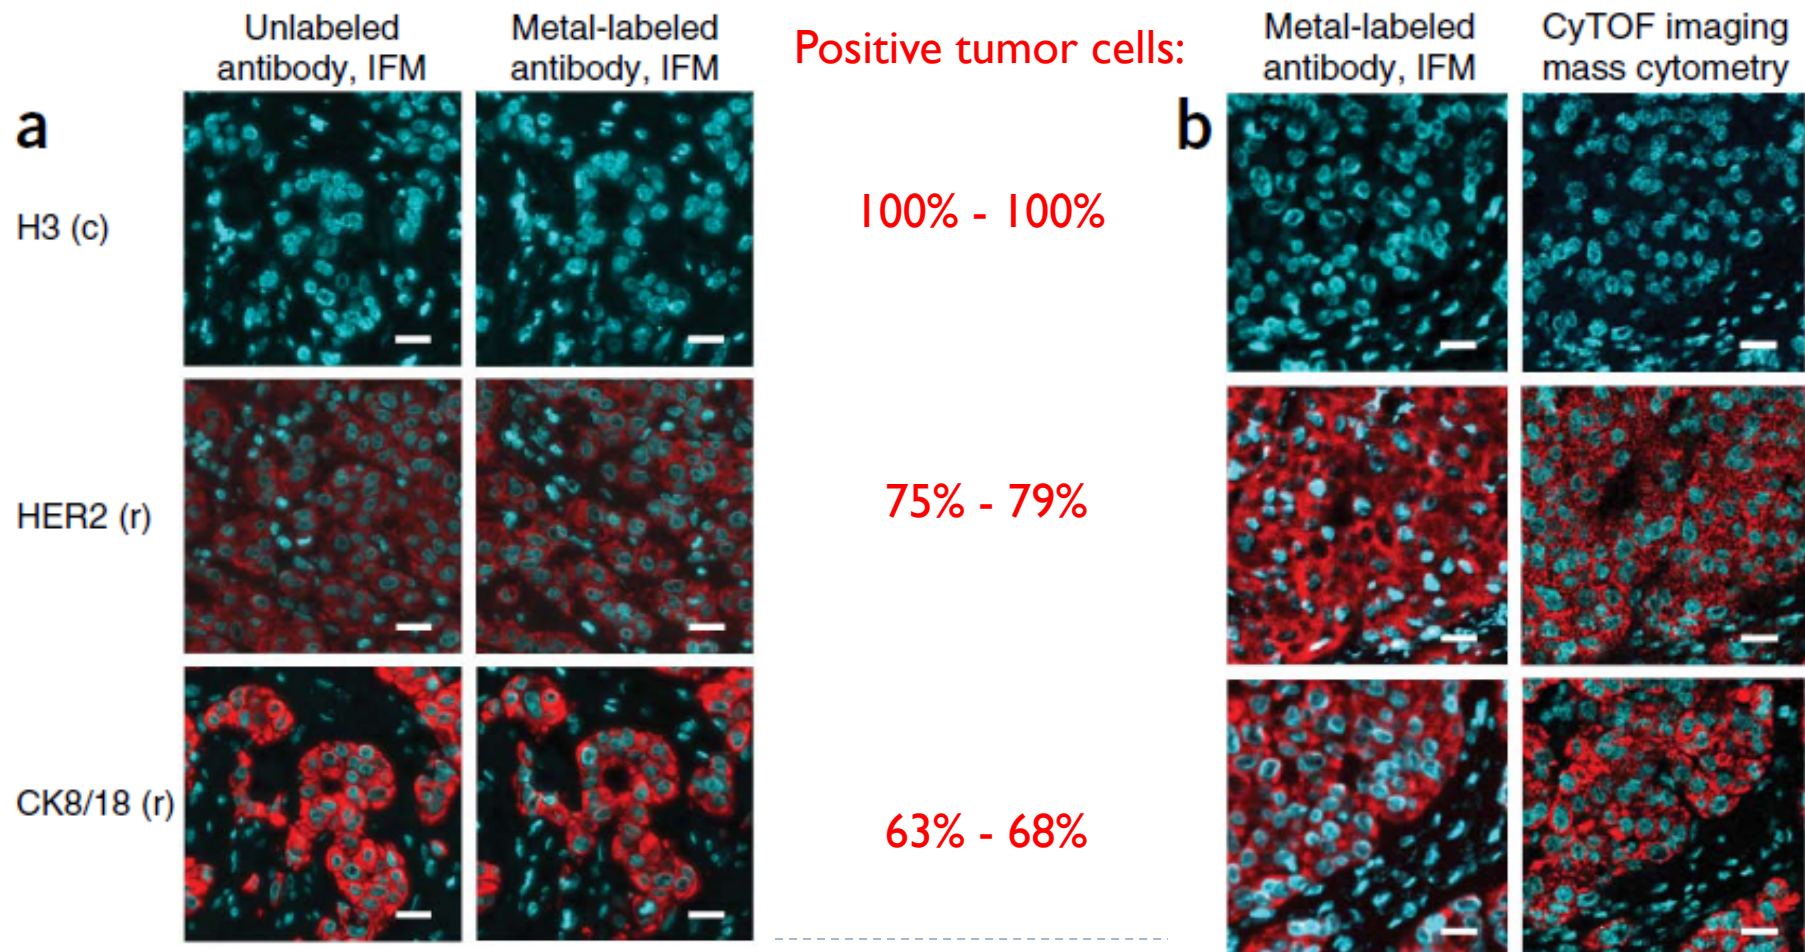 Unlabeled
antibody, IFM
Metal-labeled
antibody, IFM
Positive tumor cells:
Metal-labeled
antibody, IFM
CyTOF imaging
mass cytometry
a
b
H3 (c)
100% - 100%
HER2 (r)
75% - 79%
CK8/18 (r)
63% - 68%